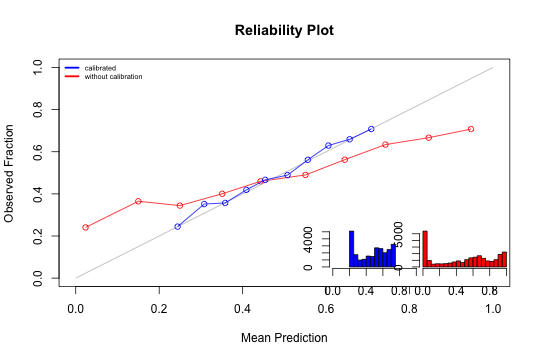 Reliability Plot
calibrated
without calibration
Observed Fraction
1.0
0.8
0.6
0.4
0.2
0.0
0.0 0.2 0.4 0.6 0.8 1.0
Mean Prediction
0 4000
0.0 0.4 0.8
0 5000
0.0 0.4 0.8